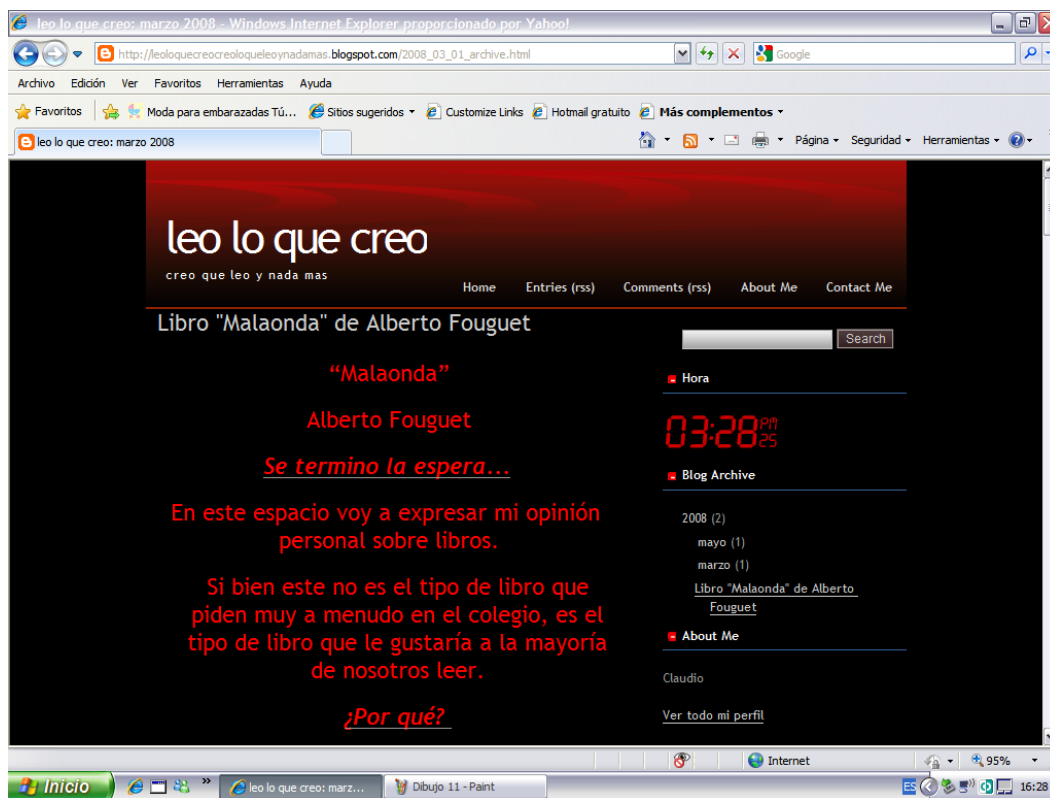 leo lo que creo: marzo 2008 - Windows Internet Explorer proporcionado por Yahoo!
http://leoloquecreocreoloqueleoynadamas.blogspot.com/2008_03_01_archive.html
Google
Archivo Edición Ver Favoritos Herramientas Ayuda
Favoritos Moda para embarazadas Tú... Sitios sugeridos Customize Links Hotmail gratuito Más complementos
leo lo que creo: marzo 2008 Página Seguridad Herramientas
leo lo que creo
creo que leo y nada mas
Home Entries (rss) Comments (rss) About Me Contact Me
Libro "Malaonda" de Alberto Fouguet
“Malaonda”
Alberto Fouguet
Se termino la espera...
En este espacio voy a expresar mi opinión
personal sobre libros.
Si bien este no es el tipo de libro que
piden muy a menudo en el colegio, es el
tipo de libro que le gustaría a la mayoría
de nosotros leer.
¿Por qué?
Search
Hora
03:28 PM 25
Blog Archive
2008 (2)
mayo (1)
marzo (1)
Libro "Malaonda" de Alberto
Fouguet
About Me
Claudio
Ver todo mi perfil
Internet 95%
Inicio leo lo que creo: marz... Dibujo 11 - Paint ES 16:28